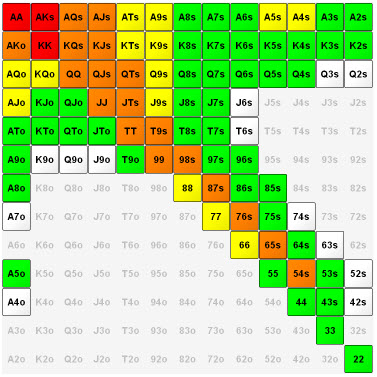 AA AKs AQs AJs ATs A9s A8s A7s A6s A5s A4s A3s A2s
AKo KK KQs KJs KTs K9s K8s K7s K6s K5s K4s K3s K2s
AQo KQo QQ QJs QTs Q9s Q8s Q7s Q6s Q5s Q4s Q3s Q2s
AJo KJo QJo JJ JTs J9s J8s J7s J6s J5s J4s J3s J2s
ATo KTo QTo JTo TT T9s T8s T7s T6s T5s T4s T3s T2s
A9o K9o Q9o J9o T9o 99 98s 97s 96s 95s 94s 93s 92s
A8o K8o Q8o J8o T8o 98o 88 87s 86s 85s 84s 83s 82s
A7o K7o Q7o J7o T7o 97o 87o 77 76s 75s 74s 73s 72s
A6o K6o Q6o J6o T6o 96o 86o 76o 66 65s 64s 63s 62s
A5o K5o Q5o J5o T5o 95o 85o 75o 65o 55 54s 53s 52s
A4o K4o Q4o J4o T4o 94o 84o 74o 64o 54o 44 43s 42s
A3o K3o Q3o J3o T3o 93o 83o 73o 63o 53o 43o 33 32s
A2o K2o Q2o J2o T2o 92o 82o 72o 62o 52o 42o 32o 22